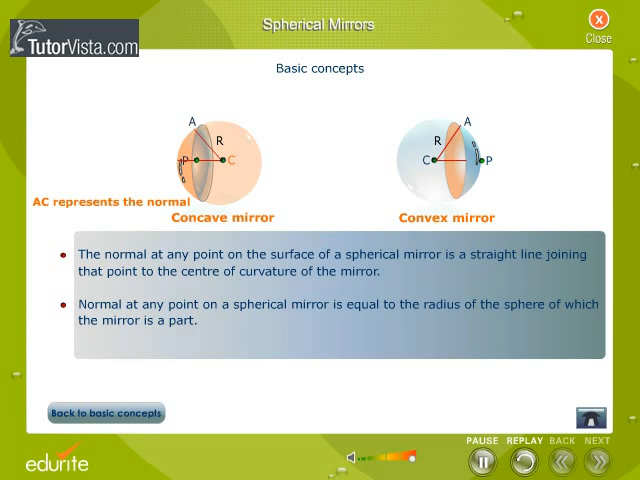 Spherical Mirrors
X
Close
TutorVista.com
Basic concepts
A
R
P
C
A
R
C
P
AC represents the normal
Concave mirror
Convex mirror
The normal at any point on the surface of a spherical mirror is a straight line joining
that point to the centre of curvature of the mirror.
Normal at any point on a spherical mirror is equal to the radius of the sphere of which
the mirror is a part.
Back to basic concepts
PAUSE REPLAY BACK NEXT
edurite